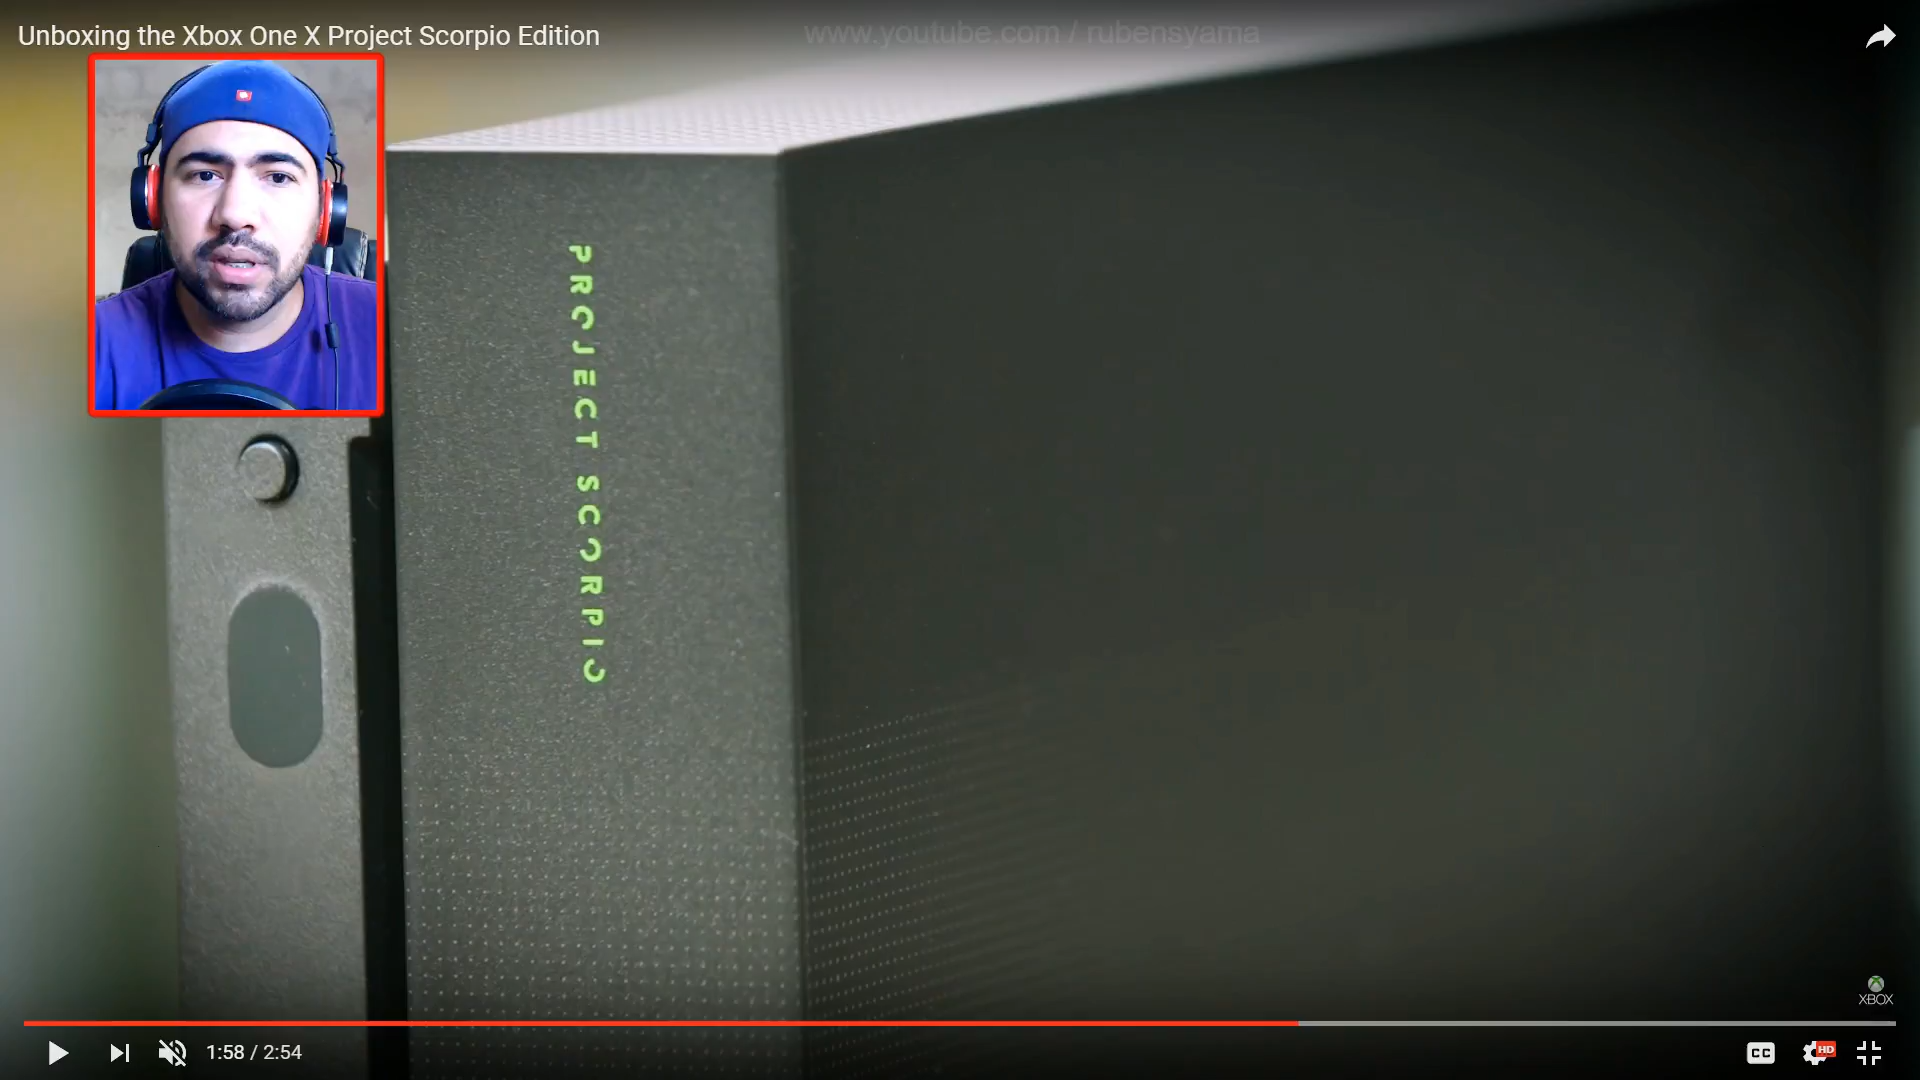 Unboxing the Xbox One X Project Scorpio Edition
www.youtube.com / rubensyama
PROJECT SCORPIO
XBOX
1:58 / 2:54
CC
HD